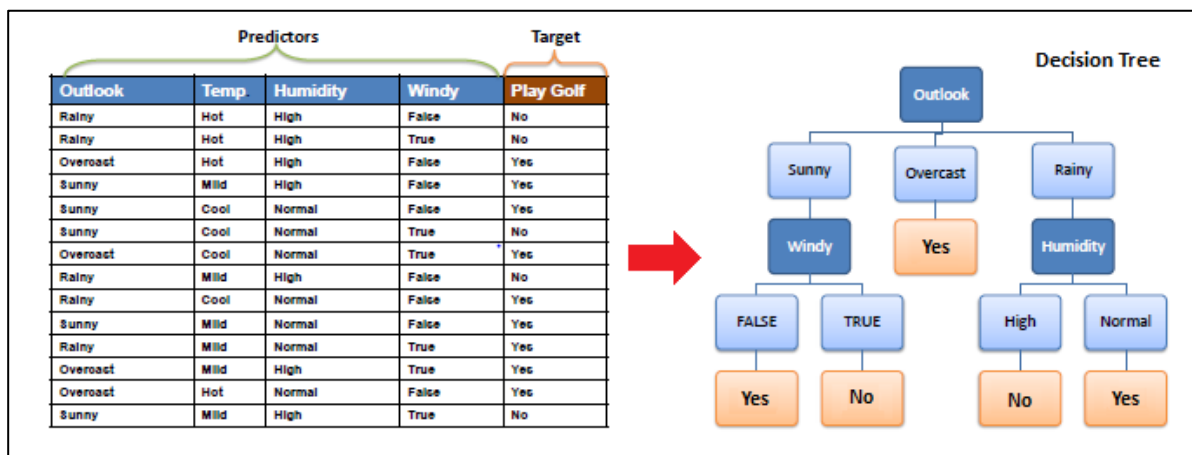 Predictors Target
Outlook Temp. Humidity Windy Play Golf
Rainy Hot High False No
Rainy Hot High True No
Overcast Hot High False Yes
Sunny Mild High False Yes
Sunny Cool Normal False Yes
Sunny Cool Normal True No
Overcast Cool Normal True Yes
Rainy Mild High False No
Rainy Cool Normal False Yes
Sunny Mild Normal False Yes
Rainy Mild Normal True Yes
Overcast Mild High True Yes
Overcast Hot Normal False Yes
Sunny Mild High True No
Decision Tree
Outlook
Sunny Overcast Rainy
Windy Yes Humidity
FALSE TRUE High Normal
Yes No No Yes